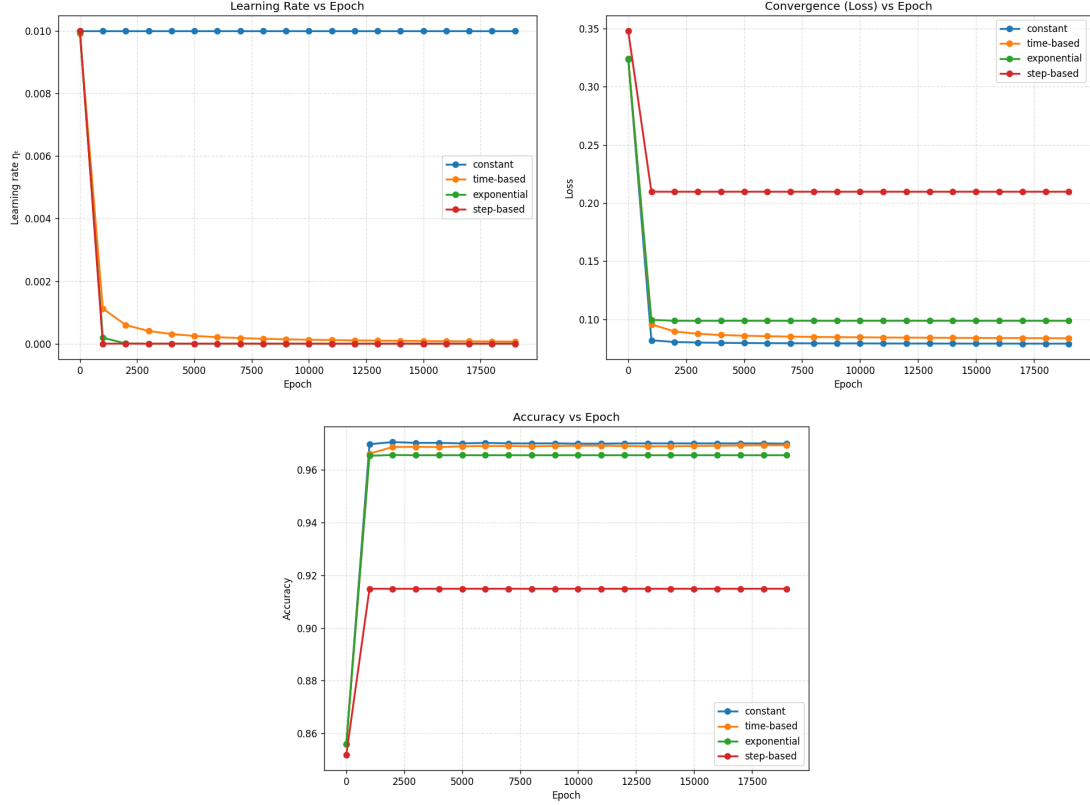 Learning Rate vs Epoch
Learning rate ηₜ
0.010
0.008
0.006
0.004
0.002
0.000
constant
time-based
exponential
step-based
0 2500 5000 7500 10000 12500 15000 17500
Epoch
Convergence (Loss) vs Epoch
Loss
0.35
0.30
0.25
0.20
0.15
0.10
constant
time-based
exponential
step-based
0 2500 5000 7500 10000 12500 15000 17500
Epoch
Accuracy vs Epoch
Accuracy
0.96
0.94
0.92
0.90
0.88
0.86
constant
time-based
exponential
step-based
0 2500 5000 7500 10000 12500 15000 17500
Epoch